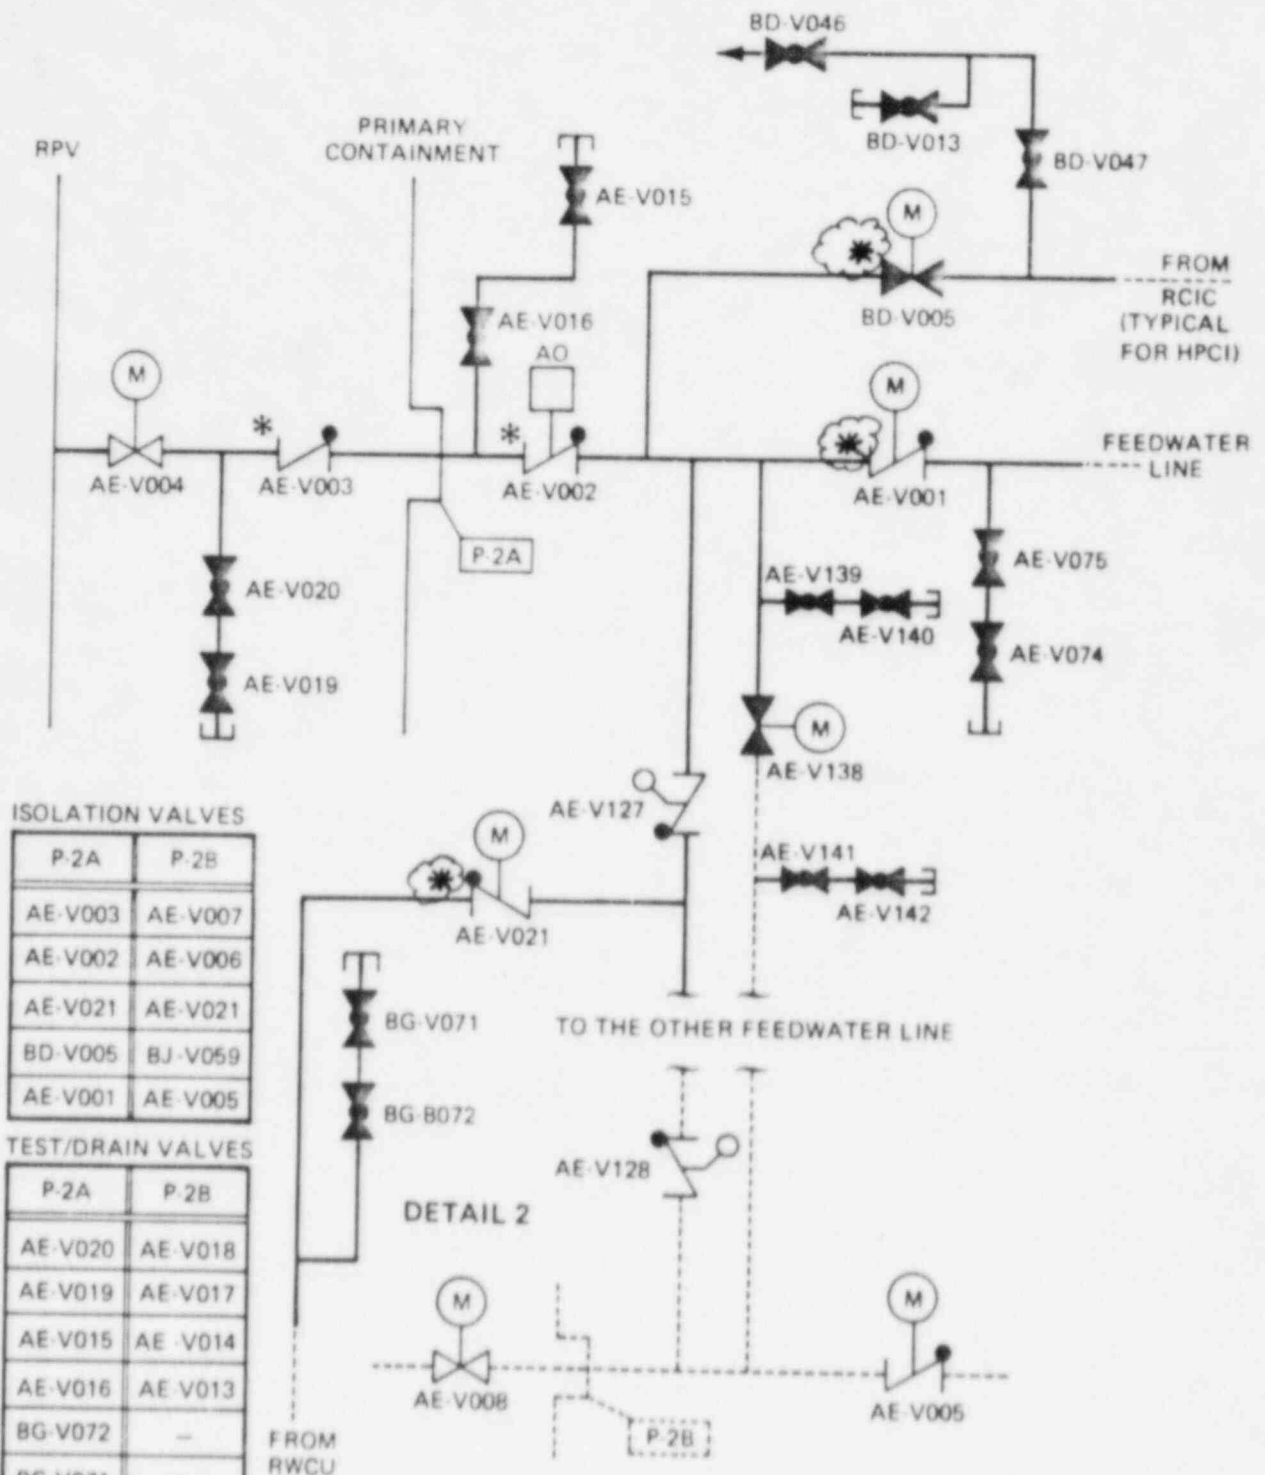 BD-V046
BD-V013
BD-V047
RPV
PRIMARY
CONTAINMENT
AE-V015
M
FROM
RCIC
(TYPICAL
FOR HPCI)
AE-V016
AO
BD-V005
M
M
*
*
FEEDWATER
LINE
AE-V004
AE-V003
AE-V002
AE-V001
P-2A
AE-V020
AE-V019
AE-V139
AE-V140
AE-V075
AE-V074
M
AE-V138
AE-V127
M
AE-V141
AE-V142
AE-V021
ISOLATION VALVES
P-2A P-2B
AE-V003 AE-V007
AE-V002 AE-V006
AE-V021 AE-V021
BD-V005 BJ-V059
AE-V001 AE-V005
BG-V071
BG-B072
TO THE OTHER FEEDWATER LINE
AE-V128
DETAIL 2
TEST/DRAIN VALVES
P-2A P-2B
AE-V020 AE-V018
AE-V019 AE-V017
AE-V015 AE-V014
AE-V016 AE-V013
BG-V072 –
M
M
AE-V008
AE-V005
P-2B
FROM
RWCU